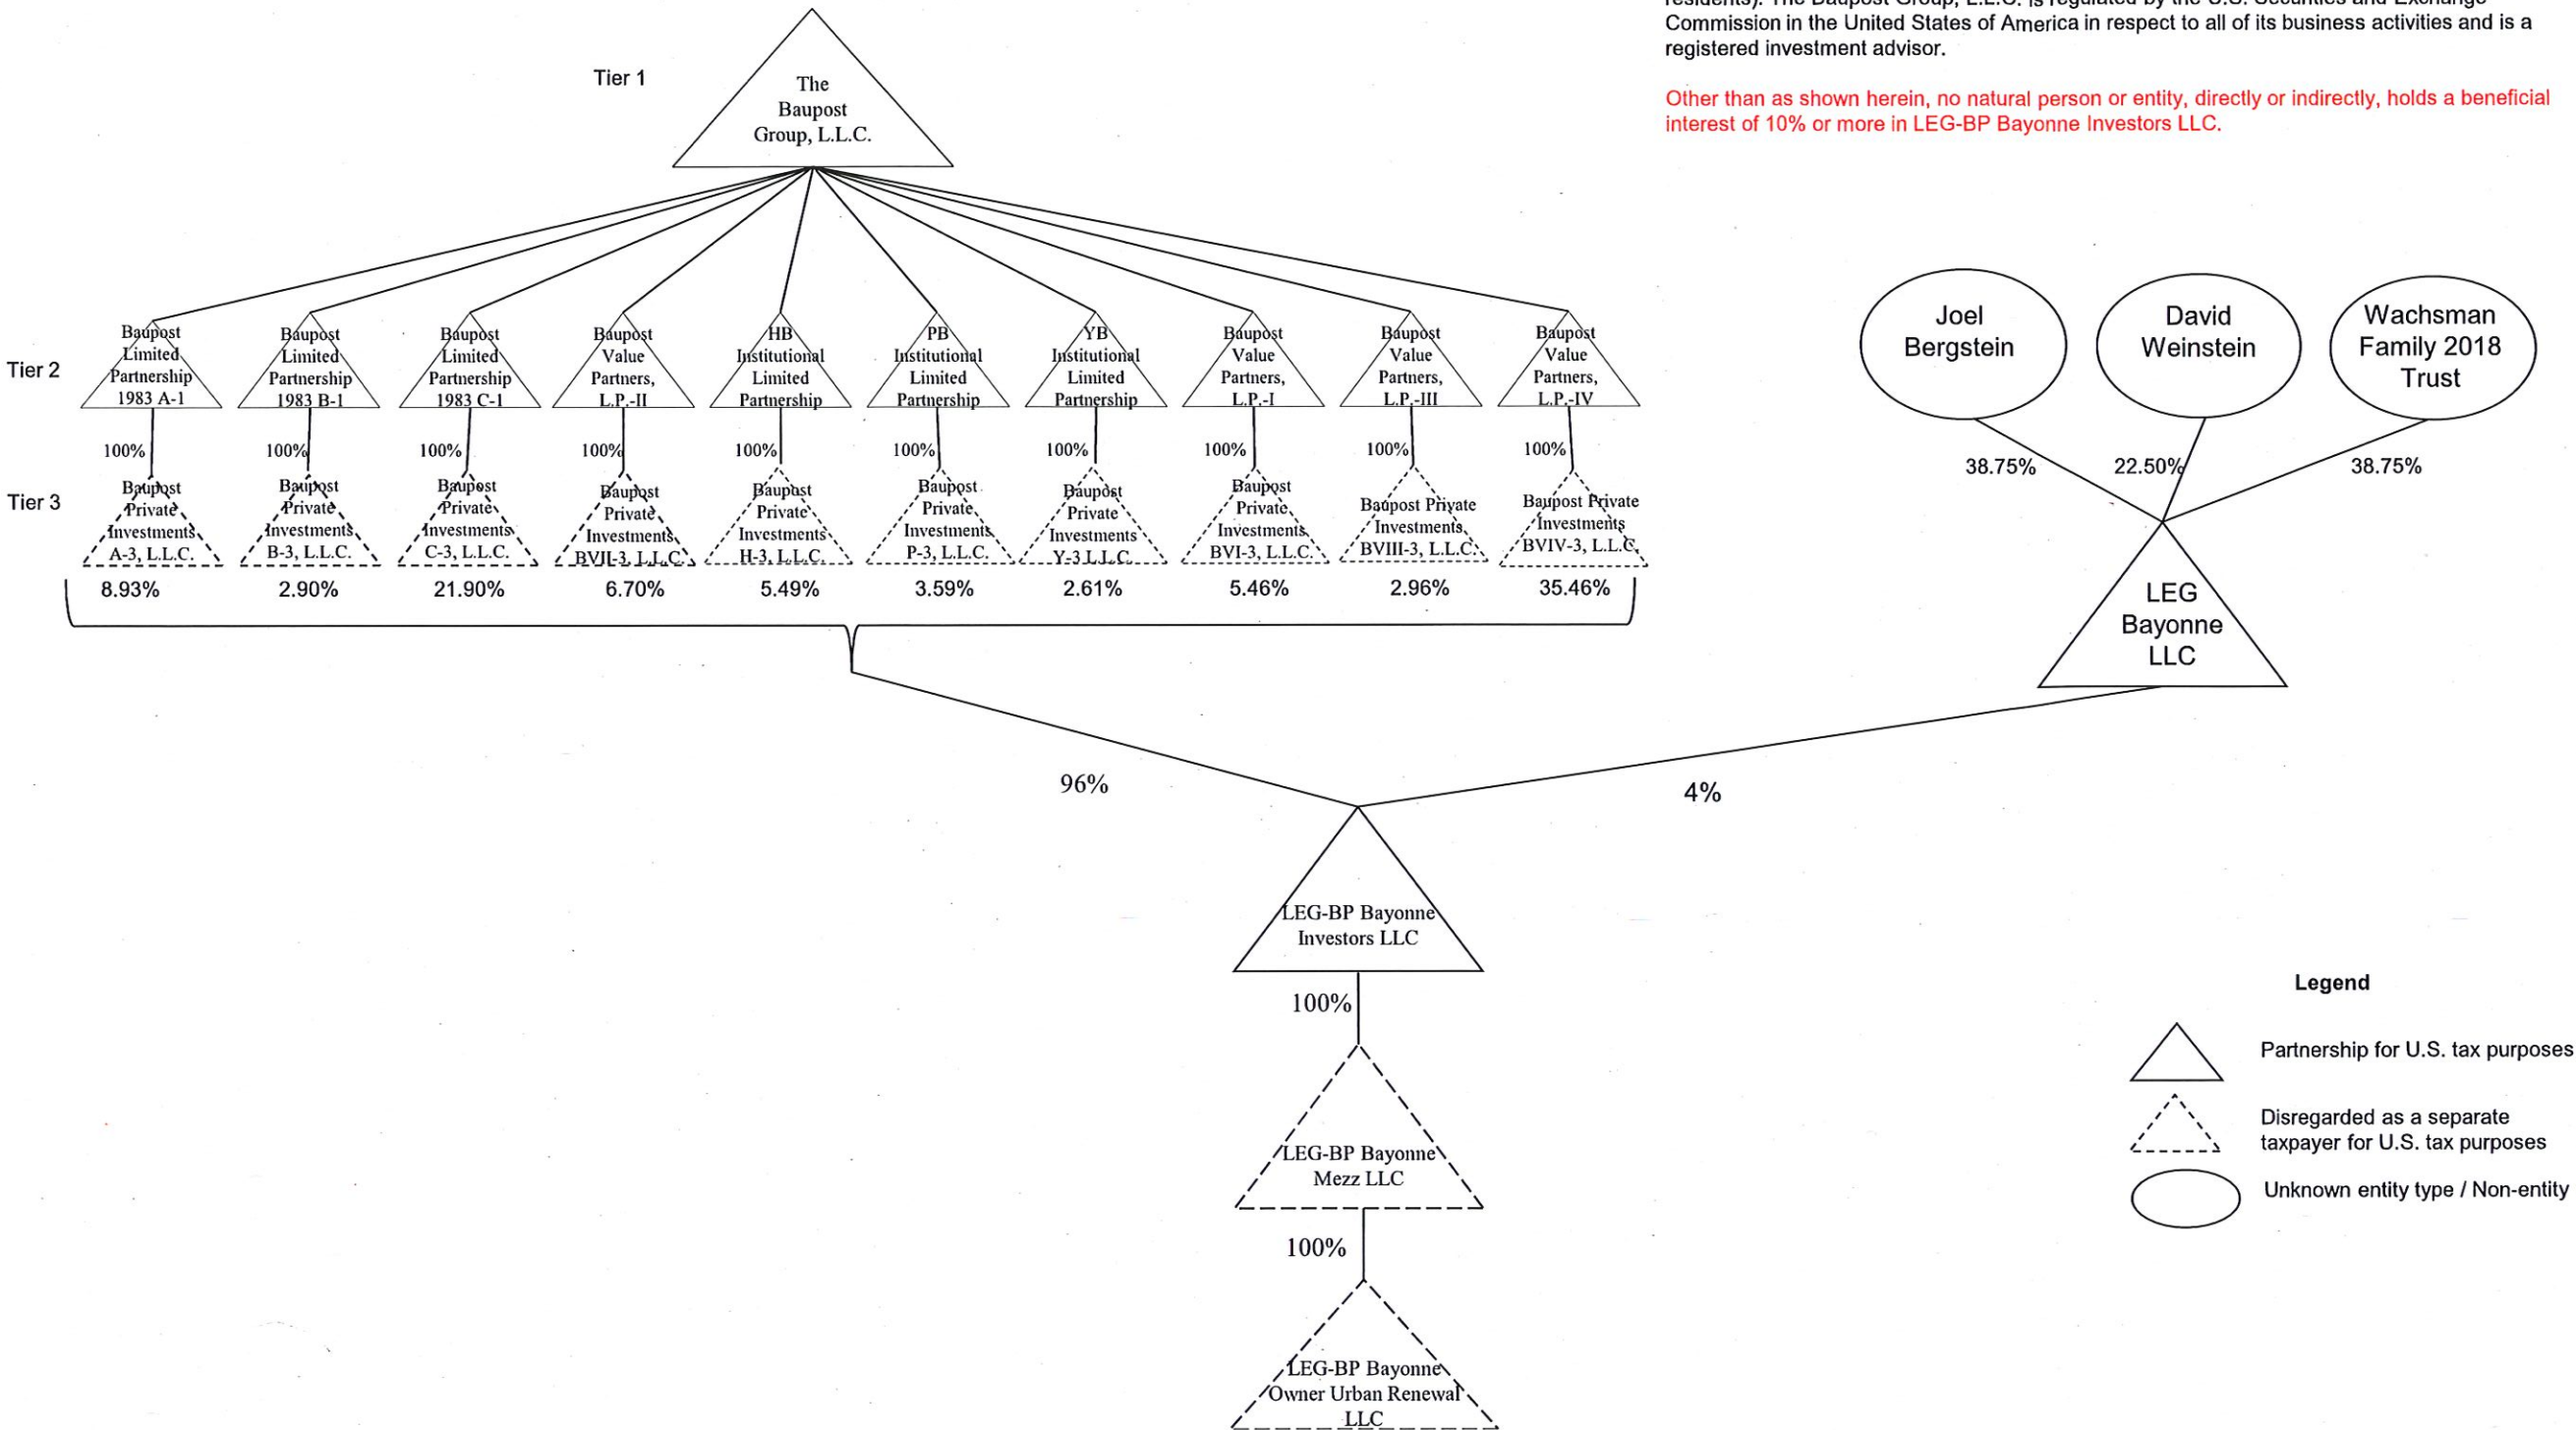 residents). The Baupost Group, L.L.C. is regulated by the U.S. Securities and Exchange
Commission in the United States of America in respect to all of its business activities and is a
registered investment advisor.
Other than as shown herein, no natural person or entity, directly or indirectly, holds a beneficial
interest of 10% or more in LEG-BP Bayonne Investors LLC.
Tier 1
The
Baupost
Group, L.L.C.
Tier 2
Baupost
Limited
Partnership
1983 A-1
Baupost
Limited
Partnership
1983 B-1
Baupost
Limited
Partnership
1983 C-1
Baupost
Value
Partners,
L.P.-II
HB
Institutional
Limited
Partnership
PB
Institutional
Limited
Partnership
YB
Institutional
Limited
Partnership
Baupost
Value
Partners,
L.P.-I
Baupost
Value
Partners,
L.P.-III
Baupost
Value
Partners,
L.P.-IV
100%
100%
100%
100%
100%
100%
100%
100%
100%
100%
Tier 3
Baupost
Private
Investments
A-3, L.L.C.
Baupost
Private
Investments
B-3, L.L.C.
Baupost
Private
Investments
C-3, L.L.C.
Baupost
Private
Investments
BVII-3, L.L.C.
Baupost
Private
Investments
H-3, L.L.C.
Baupost
Private
Investments
P-3, L.L.C.
Baupost
Private
Investments
Y-3 L.L.C.
Baupost
Private
Investments
BVI-3, L.L.C.
Baupost Private
Investments
BVIII-3, L.L.C.
Baupost Private
Investments
BVIV-3, L.L.C.
8.93%
2.90%
21.90%
6.70%
5.49%
3.59%
2.61%
5.46%
2.96%
35.46%
Joel
Bergstein
David
Weinstein
Wachsman
Family 2018
Trust
38.75%
22.50%
38.75%
LEG
Bayonne
LLC
96%
4%
LEG-BP Bayonne
Investors LLC
100%
LEG-BP Bayonne
Mezz LLC
100%
LEG-BP Bayonne
Owner Urban Renewal
LLC
Legend
Partnership for U.S. tax purposes
Disregarded as a separate
taxpayer for U.S. tax purposes
Unknown entity type / Non-entity